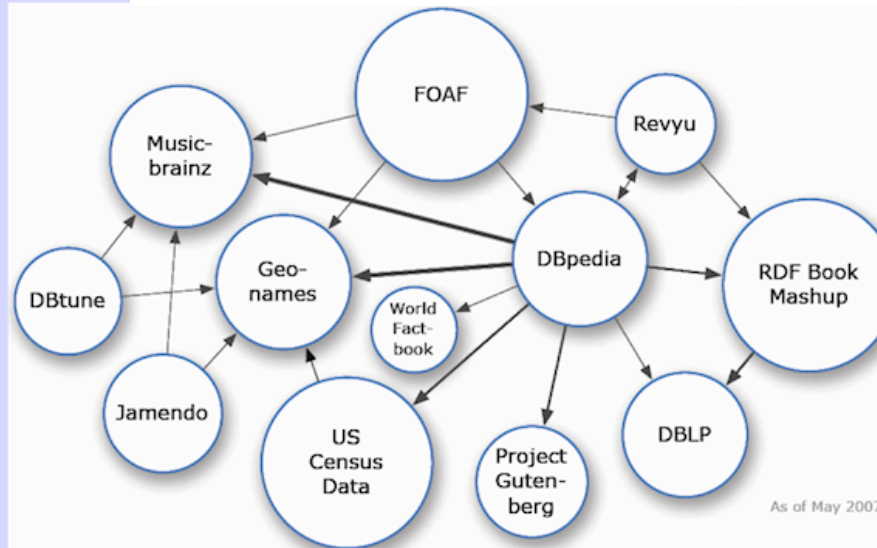 FOAF
Revyu
Music-
brainz
DBpedia
RDF Book
Mashup
Geo-
names
DBtune
World
Fact-
book
Jamendo
US
Census
Data
Project
Guten-
berg
DBLP
As of May 2007